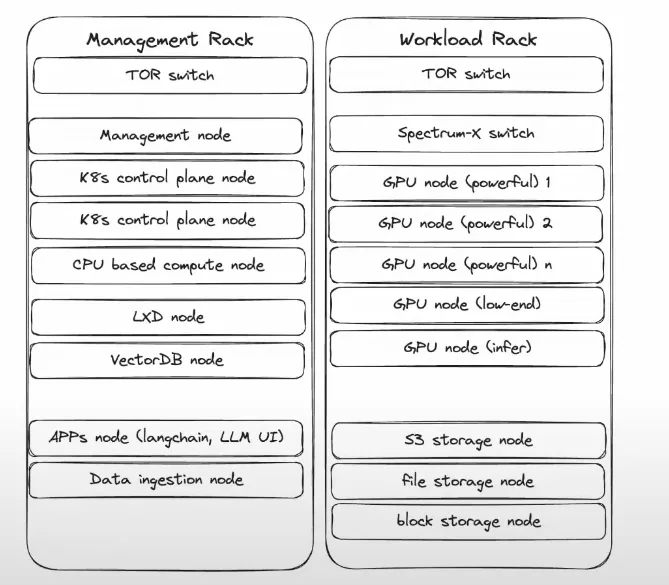 Management Rack
TOR switch
Management node
K8s control plane node
K8s control plane node
CPU based compute node
LXD node
VectorDB node
APPs node (langchain, LLM UI)
Data ingestion node
Workload Rack
TOR switch
Spectrum-X switch
GPU node (powerful) 1
GPU node (powerful) 2
GPU node (powerful) n
GPU node (low-end)
GPU node (infer)
S3 storage node
file storage node
block storage node